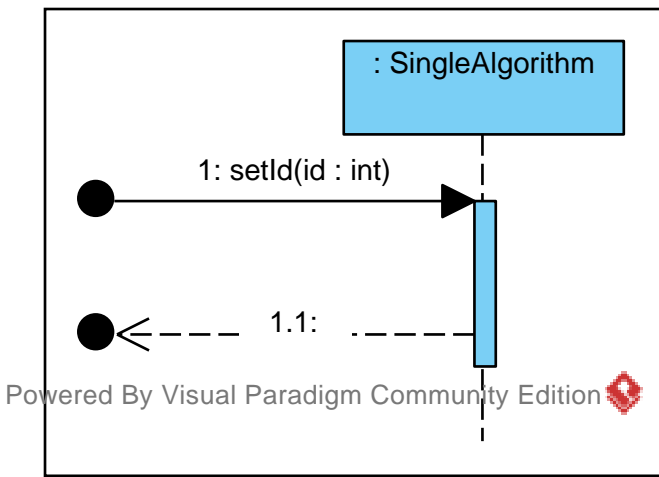 : SingleAlgorithm
1: setId(id : int)
1.1:
Powered By Visual Paradigm Community Edition